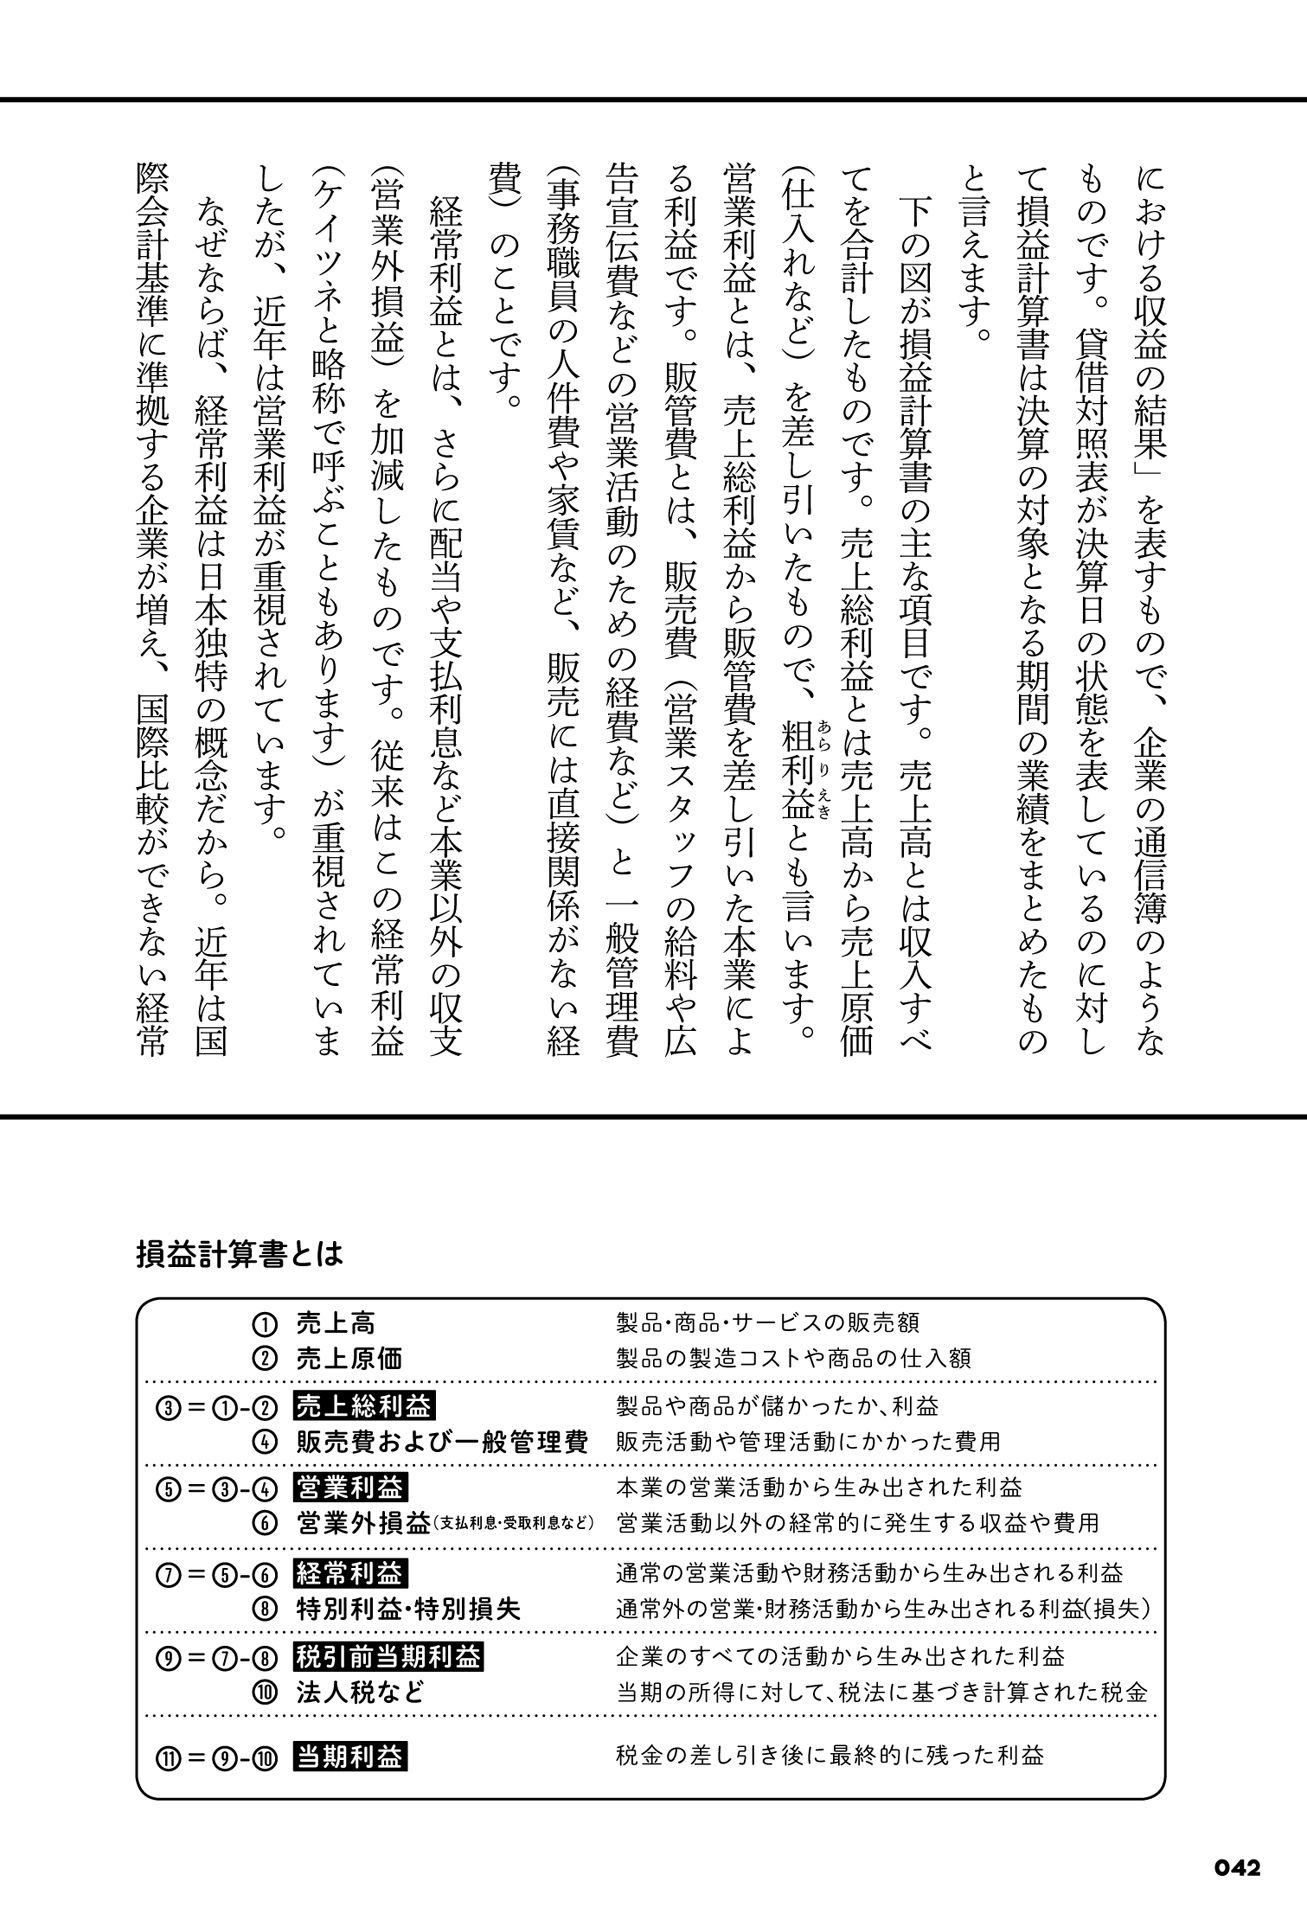 における収益の結果」を表すもので、企業の通信簿のような
ものです。貸借対照表が決算日の状態を表しているのに対し
て損益計算書は決算の対象となる期間の業績をまとめたもの
と言えます。
下の図が損益計算書の主な項目です。売上高とは収入すべ
てを合計したものです。売上総利益とは売上高から売上原価
（仕入れなど）を差し引いたもので、粗利益とも言います。
あらりえき
営業利益とは、売上総利益から販管費を差し引いた本業によ
る利益です。販管費とは、販売費（営業スタッフの給料や広
告宣伝費などの営業活動のための経費など）と一般管理費
（事務職員の人件費や家賃など、販売には直接関係がない経
費）のことです。
経常利益とは、さらに配当や支払利息など本業以外の収支
（営業外損益）を加減したものです。従来はこの経常利益
（ケイツネと略称で呼ぶこともあります）が重視されていま
したが、近年は営業利益が重視されています。
なぜならば、経常利益は日本独特の概念だから。近年は国
際会計基準に準拠する企業が増え、国際比較ができない経常
損益計算書とは
① 売上高 製品・商品・サービスの販売額
② 売上原価 製品の製造コストや商品の仕入額
③＝①-② 売上総利益 製品や商品が儲かったか、利益
④ 販売費および一般管理費 販売活動や管理活動にかかった費用
⑤＝③-④ 営業利益 本業の営業活動から生み出された利益
⑥ 営業外損益（支払利息・受取利息など） 営業活動以外の経常的に発生する収益や費用
⑦＝⑤-⑥ 経常利益 通常の営業活動や財務活動から生み出される利益
⑧ 特別利益・特別損失 通常外の営業・財務活動から生み出される利益（損失）
⑨＝⑦-⑧ 税引前当期利益 企業のすべての活動から生み出された利益
⑩ 法人税など 当期の所得に対して、税法に基づき計算された税金
⑪＝⑨-⑩ 当期利益 税金の差し引き後に最終的に残った利益
042